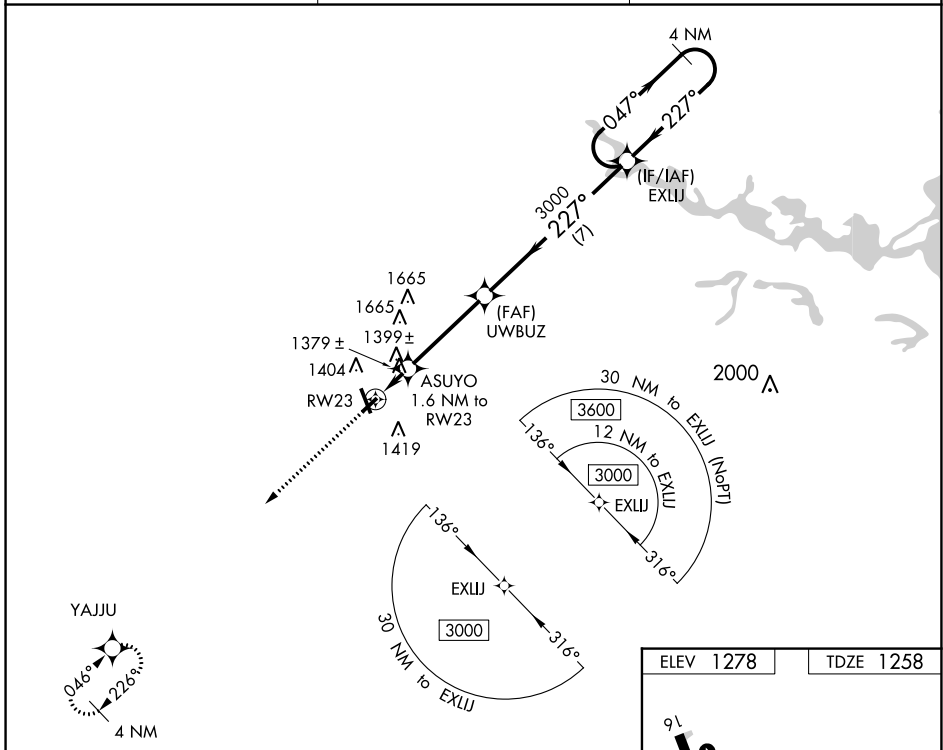 4 NM
047°
227°
(IF/IAF)
EXLIJ
3000
227°
(7)
1665
1665
(FAF)
UWBUZ
1379 ±
1399 ±
1404
ASUYO
1.6 NM to
RW23
RW23
1419
2000
30 NM to EXLIJ (NoPT)
3600
136°
12 NM to EXLIJ
3000
EXLIJ
316°
136°
EXLIJ
3000
316°
30 NM to EXLIJ
YAJJU
046°
226°
4 NM
ELEV 1278
TDZE 1258
16